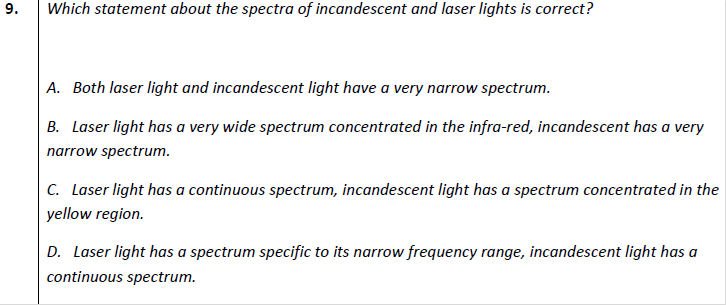 9. Which statement about the spectra of incandescent and laser lights is correct?
A. Both laser light and incandescent light have a very narrow spectrum.
B. Laser light has a very wide spectrum concentrated in the infra-red, incandescent has a very
narrow spectrum.
C. Laser light has a continuous spectrum, incandescent light has a spectrum concentrated in the
yellow region.
D. Laser light has a spectrum specific to its narrow frequency range, incandescent light has a
continuous spectrum.